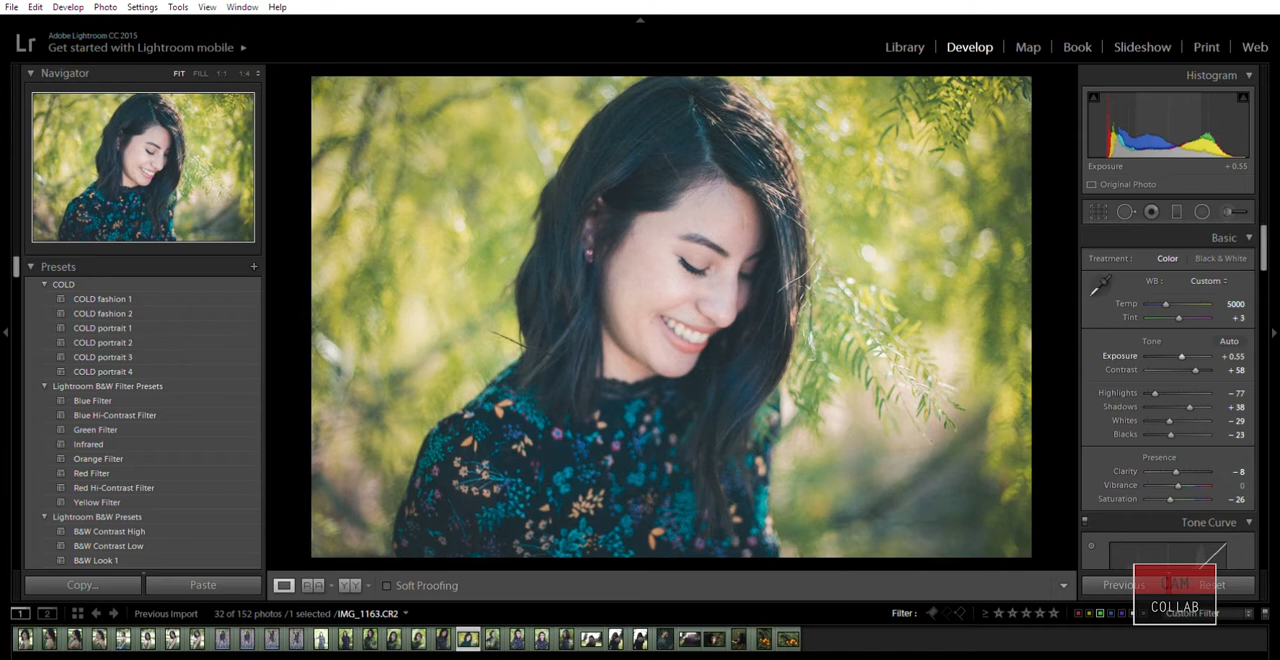 File Edit Develop Photo Settings Tools View Window Help
Lr Adobe Lightroom CC 2015
Get started with Lightroom mobile
Library | Develop | Map | Book | Slideshow | Print | Web
Navigator FIT FILL 1:1 1:4
Presets +
COLD
COLD fashion 1
COLD fashion 2
COLD portrait 1
COLD portrait 2
COLD portrait 3
COLD portrait 4
Lightroom B&W Filter Presets
Blue Filter
Blue Hi-Contrast Filter
Green Filter
Infrared
Orange Filter
Red Filter
Red Hi-Contrast Filter
Yellow Filter
Lightroom B&W Presets
B&W Contrast High
B&W Contrast Low
B&W Look 1
Copy... Paste
Histogram
Exposure + 0.55
Original Photo
Basic
Treatment : Color Black & White
WB : Custom
Temp 5000
Tint + 3
Tone Auto
Exposure + 0.55
Contrast + 58
Highlights - 77
Shadows + 38
Whites - 29
Blacks - 23
Presence
Clarity - 8
Vibrance 0
Saturation - 26
Tone Curve
Previous Reset
CAM
COLLAB
Soft Proofing
1 2 Previous Import 32 of 152 photos /1 selected /IMG_1163.CR2
Filter : ≥ Custom Filter